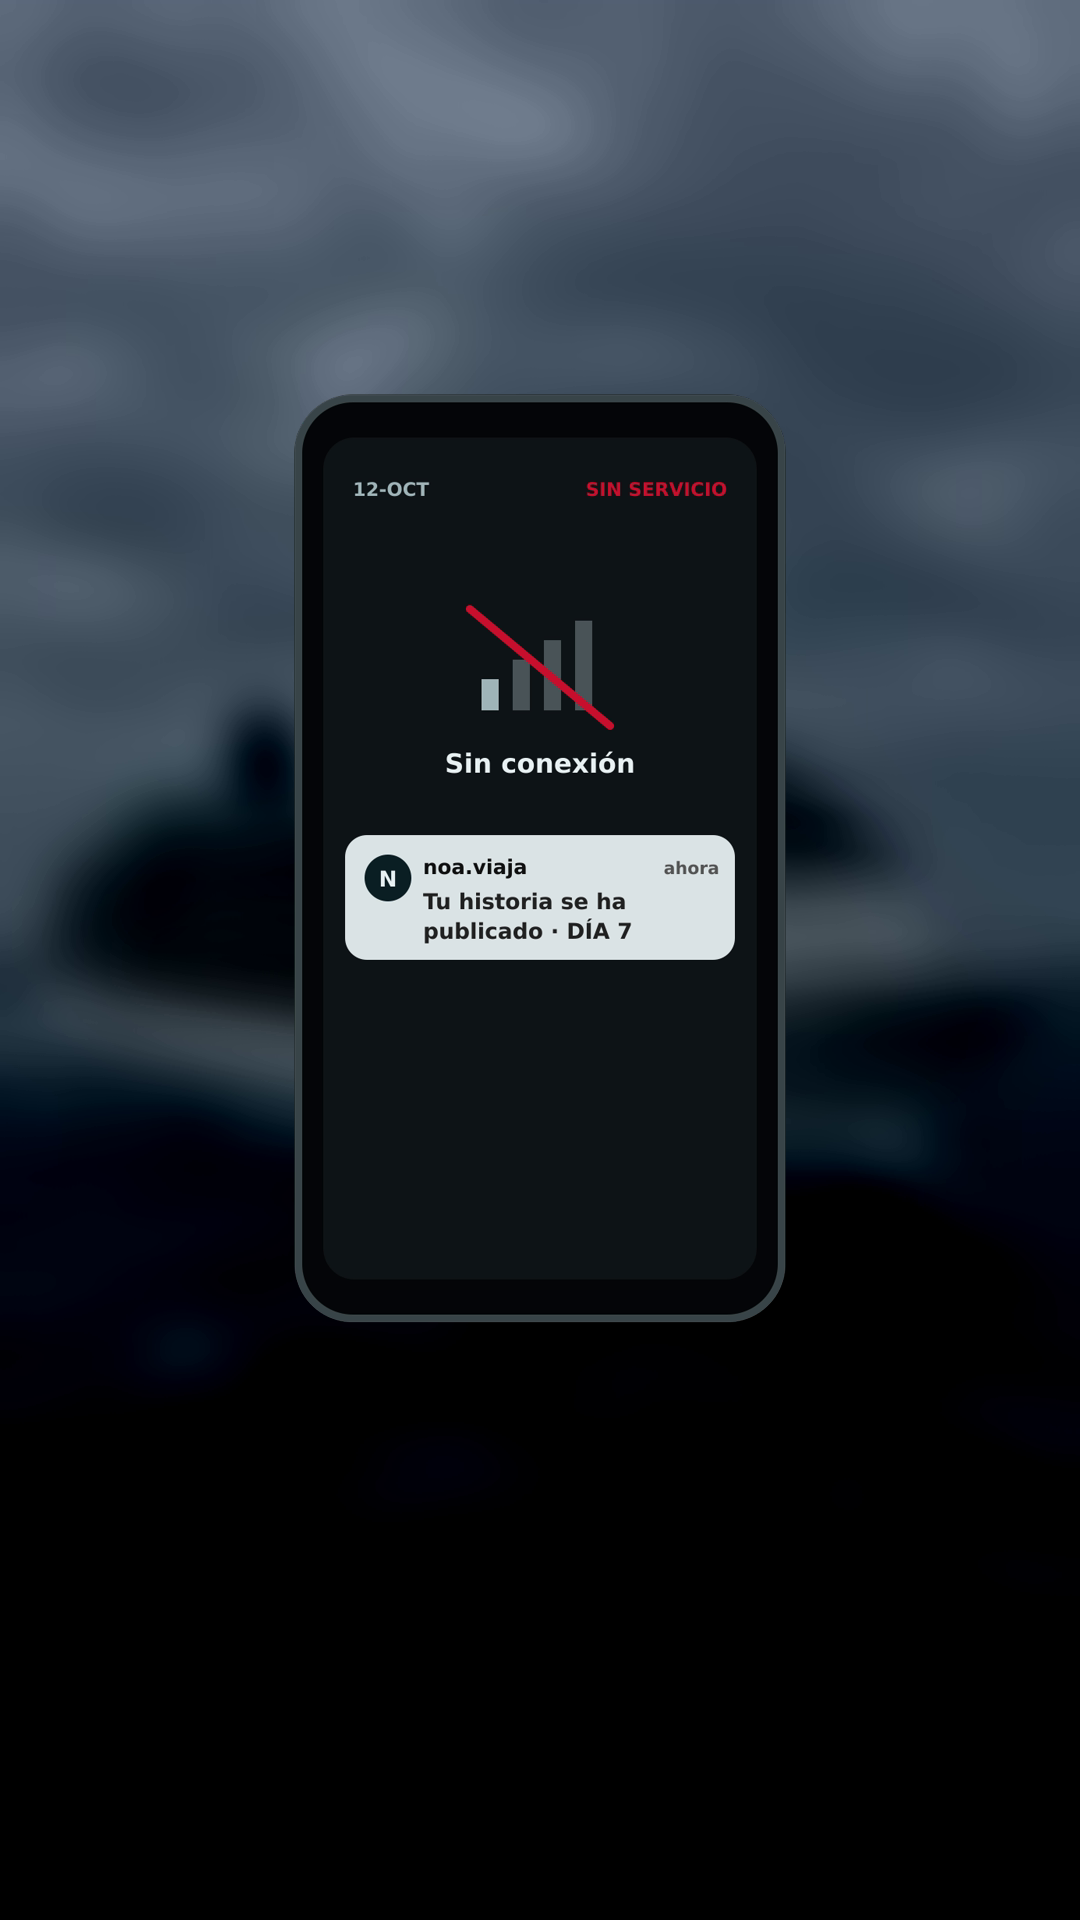 12-OCT SIN SERVICIO
Sin conexión
N noa.viaja ahora
Tu historia se ha
publicado · DÍA 7